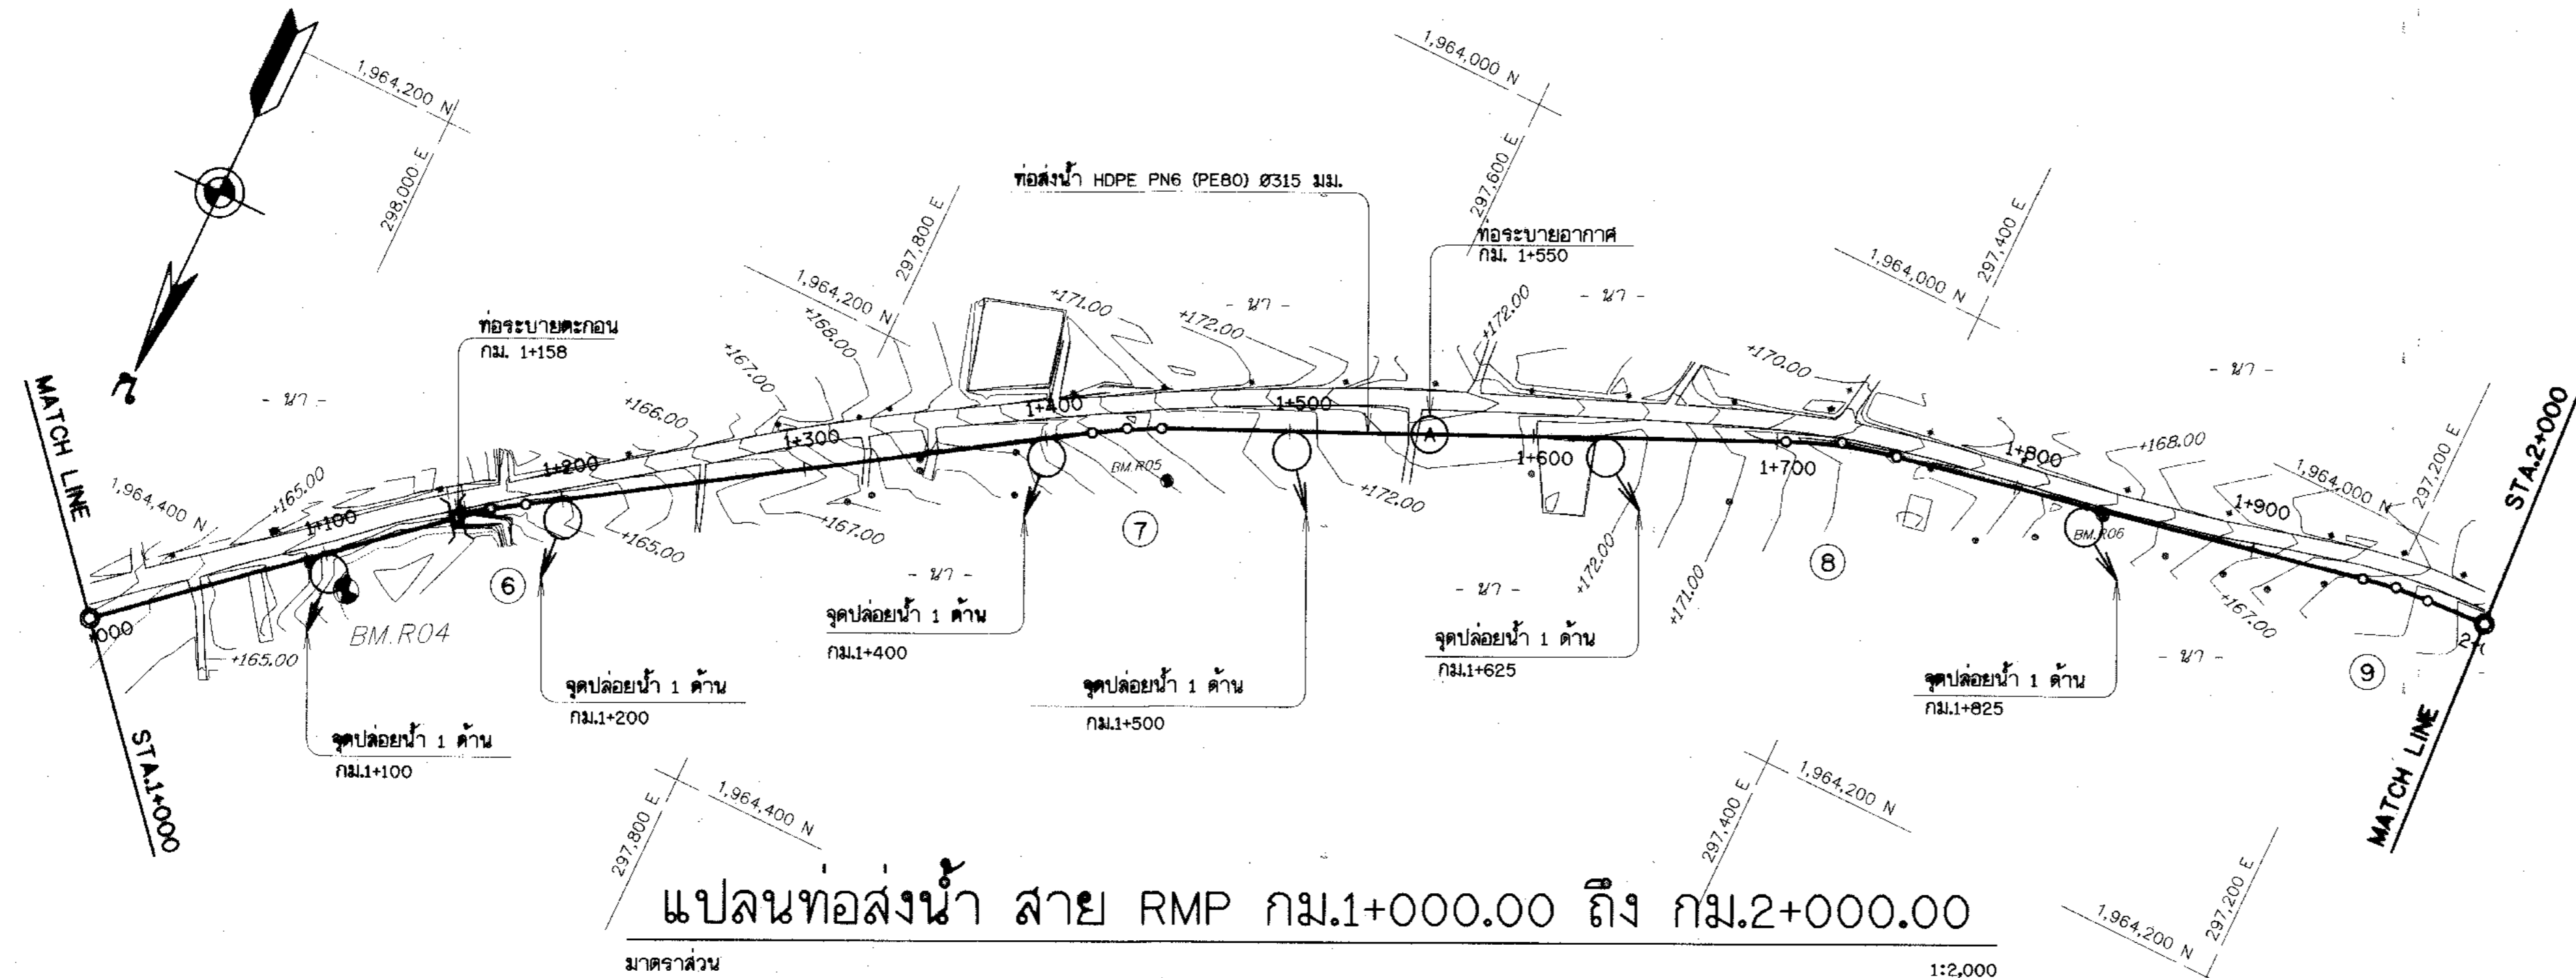 1,964,200 N
298,000 E
น
1,964,000 N
297,600 E
ท่อส่งน้ำ HDPE PN6 (PE80) Ø315 มม.
297,800 E
1,964,200 N
ท่อระบายอากาศ
กม. 1+550
1,964,000 N
297,400 E
- นา -
- นา -
+171.00
+172.00
+172.00
+168.00
+167.00
+166.00
+170.00
ท่อระบายตะกอน
กม. 1+158
- นา -
- นา -
MATCH LINE
STA.1+000
1,964,400 N
+165.00
1+100
1+200
1+300
1+400
1+500
A
1+600
1+700
1+800
1+900
+168.00
1,964,000 N
297,200 E
STA.2+000
MATCH LINE
+000
+165.00
BM.R04
6
+165.00
+167.00
BM.R05
7
+172.00
+172.00
+171.00
8
BM.R06
+167.00
9
2+(
- นา -
- นา -
- นา -
จุดปล่อยน้ำ 1 ด้าน
กม.1+100
จุดปล่อยน้ำ 1 ด้าน
กม.1+200
จุดปล่อยน้ำ 1 ด้าน
กม.1+400
จุดปล่อยน้ำ 1 ด้าน
กม.1+500
จุดปล่อยน้ำ 1 ด้าน
กม.1+625
จุดปล่อยน้ำ 1 ด้าน
กม.1+825
297,800 E
1,964,400 N
297,400 E
1,964,200 N
1,964,200 N
297,200 E
แปลนท่อส่งน้ำ สาย RMP กม.1+000.00 ถึง กม.2+000.00
มาตราส่วน
1:2,000